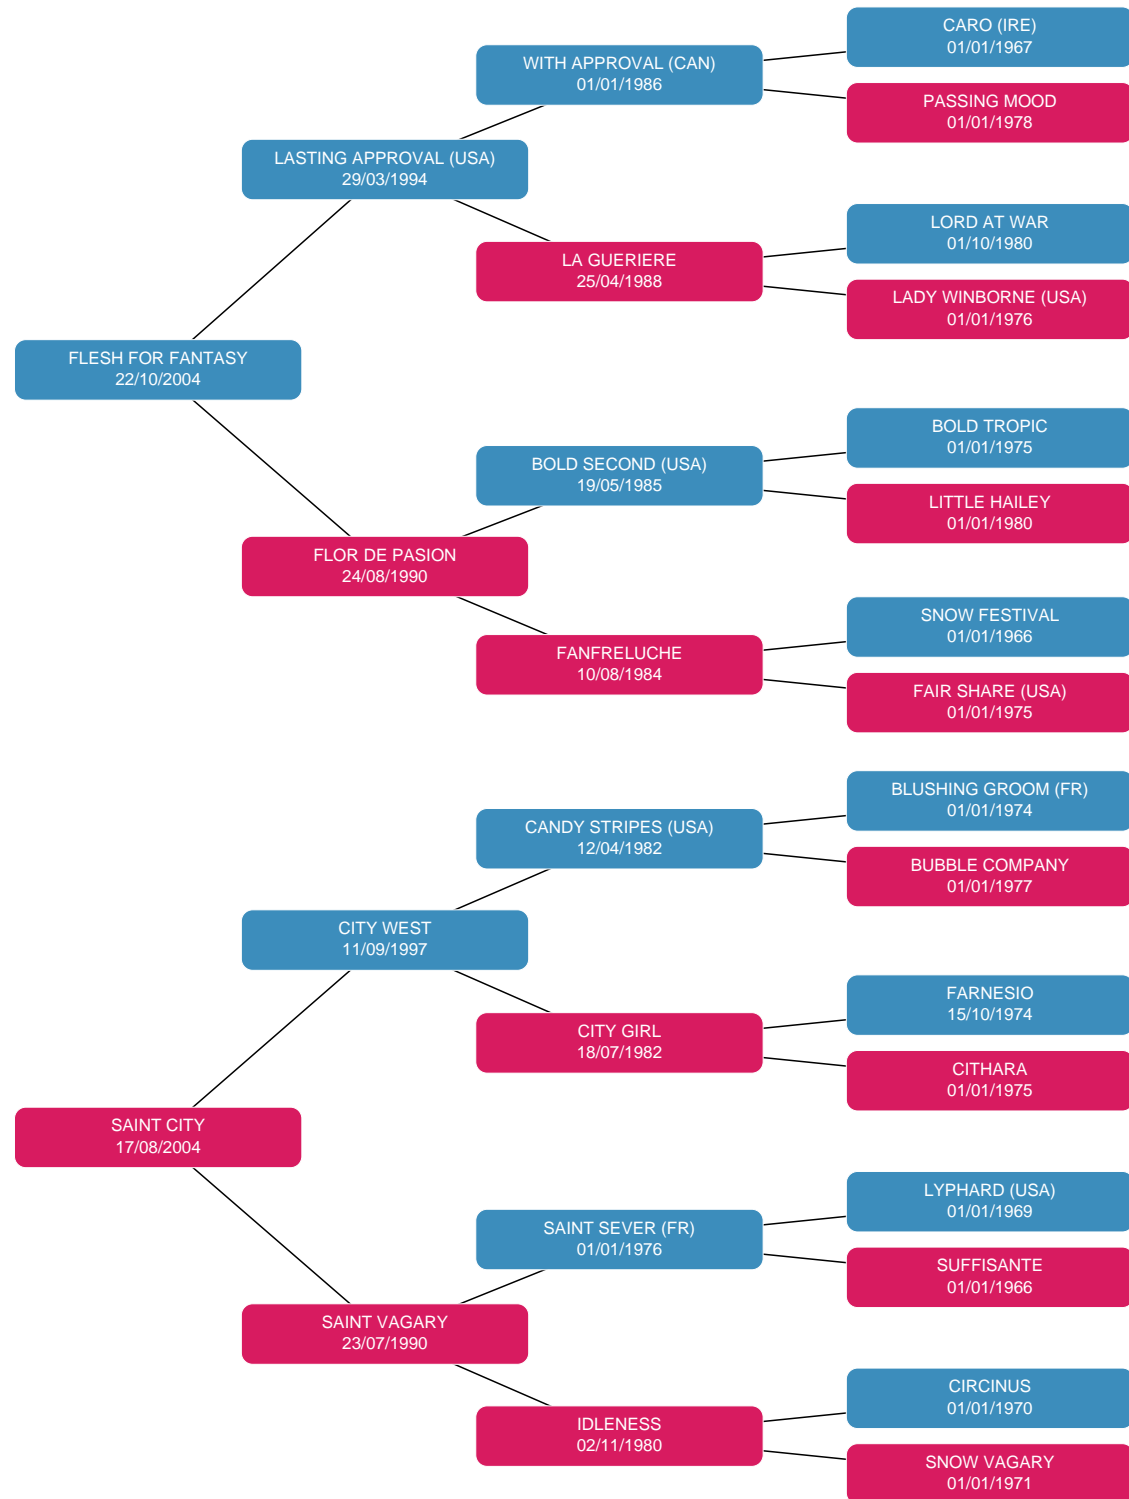 CARO (IRE)
01/01/1967
WITH APPROVAL (CAN)
01/01/1986
PASSING MOOD
01/01/1978
LASTING APPROVAL (USA)
29/03/1994
LORD AT WAR
01/10/1980
LA GUERIERE
25/04/1988
LADY WINBORNE (USA)
01/01/1976
FLESH FOR FANTASY
22/10/2004
BOLD TROPIC
01/01/1975
BOLD SECOND (USA)
19/05/1985
LITTLE HAILEY
01/01/1980
FLOR DE PASION
24/08/1990
SNOW FESTIVAL
01/01/1966
FANFRELUCHE
10/08/1984
FAIR SHARE (USA)
01/01/1975
BLUSHING GROOM (FR)
01/01/1974
CANDY STRIPES (USA)
12/04/1982
BUBBLE COMPANY
01/01/1977
CITY WEST
11/09/1997
FARNESIO
15/10/1974
CITY GIRL
18/07/1982
CITHARA
01/01/1975
SAINT CITY
17/08/2004
LYPHARD (USA)
01/01/1969
SAINT SEVER (FR)
01/01/1976
SUFFISANTE
01/01/1966
SAINT VAGARY
23/07/1990
CIRCINUS
01/01/1970
IDLENESS
02/11/1980
SNOW VAGARY
01/01/1971